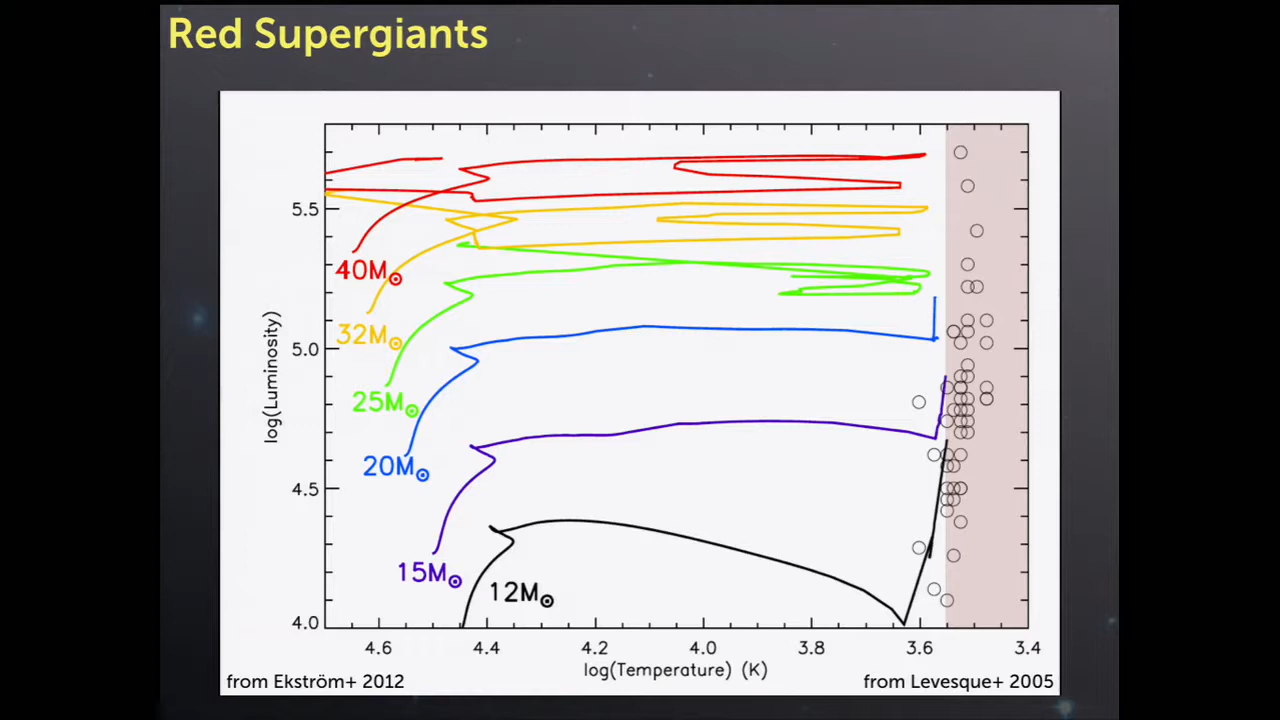 Red Supergiants
5.5
5.0
4.5
4.0
log(Luminosity)
40M☉
32M☉
25M☉
20M☉
15M☉
12M☉
4.6 4.4 4.2 4.0 3.8 3.6 3.4
log(Temperature) (K)
from Ekström+ 2012
from Levesque+ 2005